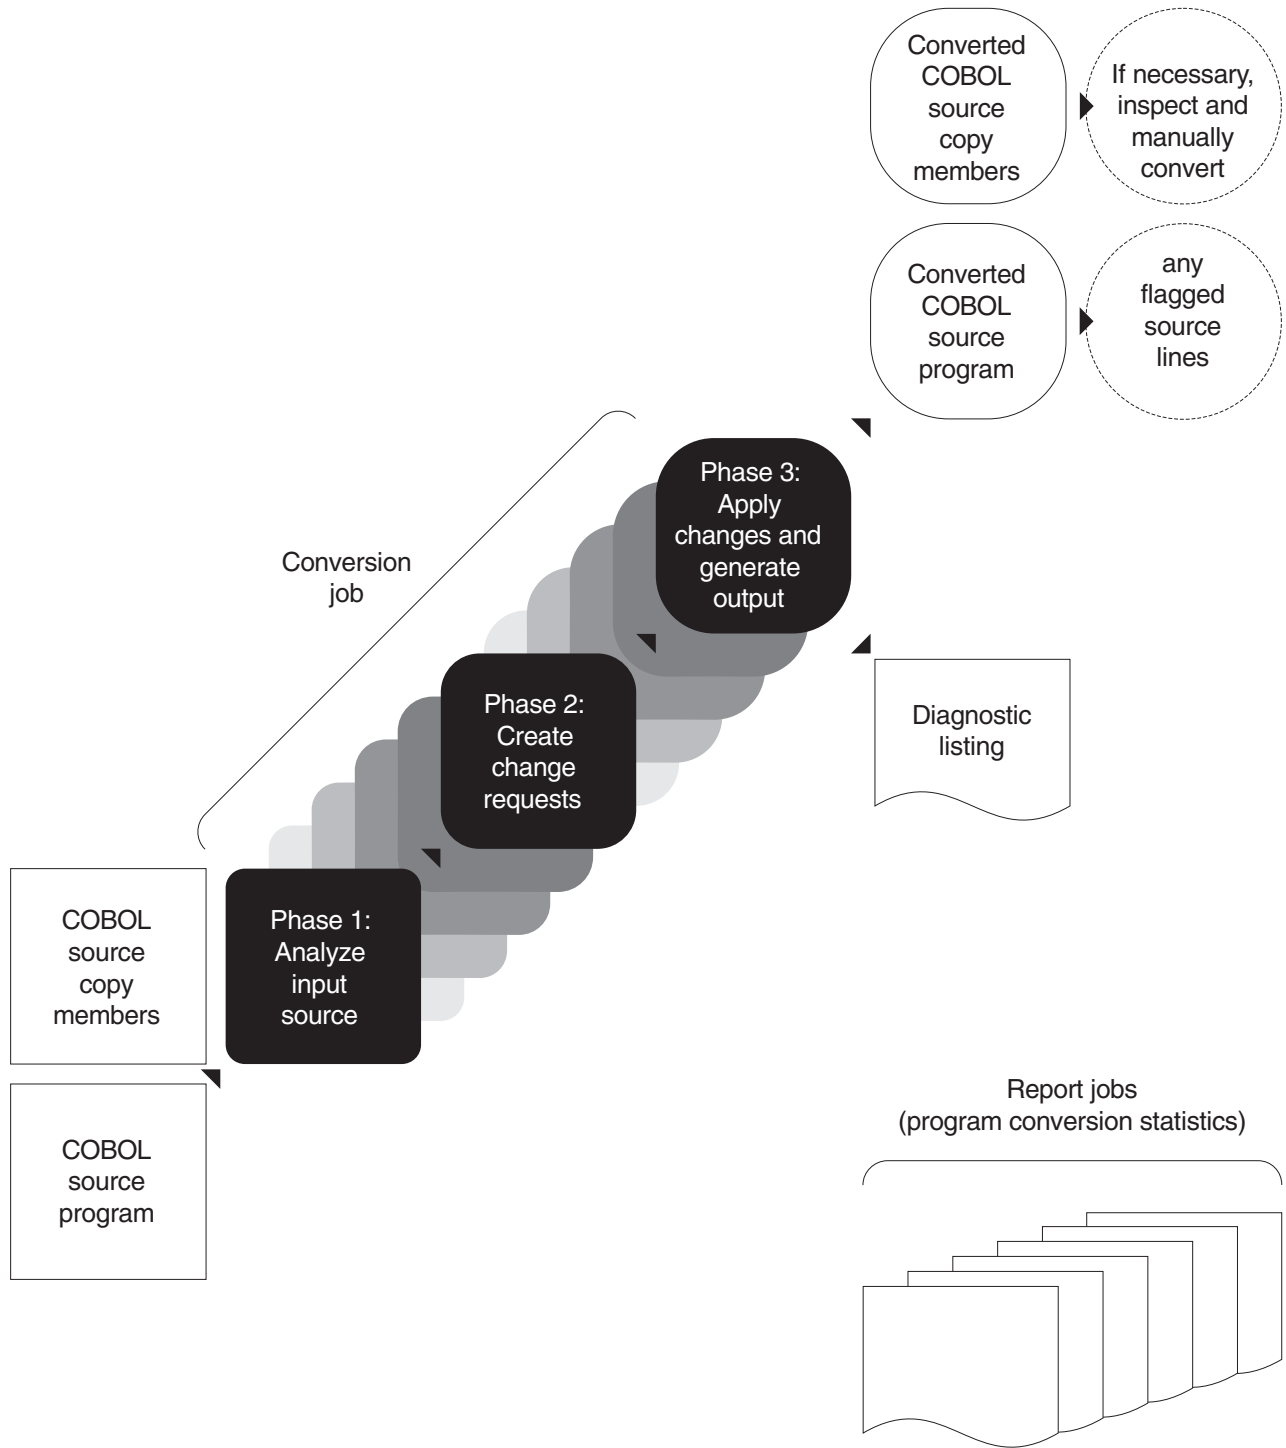 Converted
COBOL
source
copy
members
If necessary,
inspect and
manually
convert
Converted
COBOL
source
program
any
flagged
source
lines
Conversion
job
Phase 3:
Apply
changes and
generate
output
Phase 2:
Create
change
requests
Diagnostic
listing
Phase 1:
Analyze
input
source
COBOL
source
copy
members
COBOL
source
program
Report jobs
(program conversion statistics)